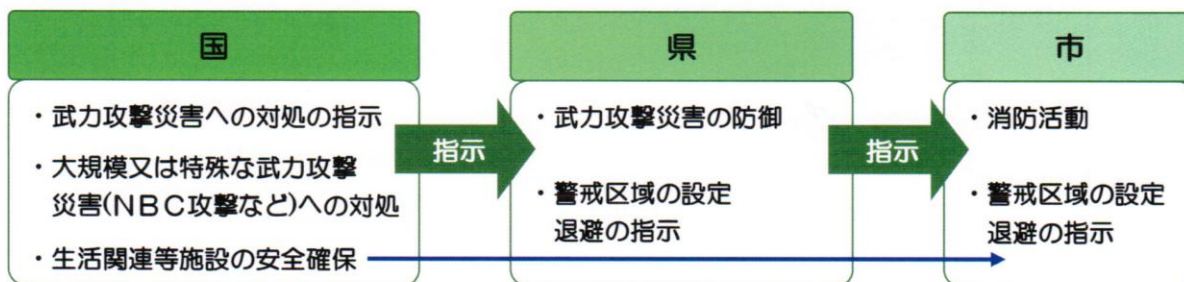 国
・武力攻撃災害への対処の指示
・大規模又は特殊な武力攻撃
災害(NBC攻撃など)への対処
・生活関連等施設の安全確保
指示
県
・武力攻撃災害の防御
・警戒区域の設定
退避の指示
指示
市
・消防活動
・警戒区域の設定
退避の指示